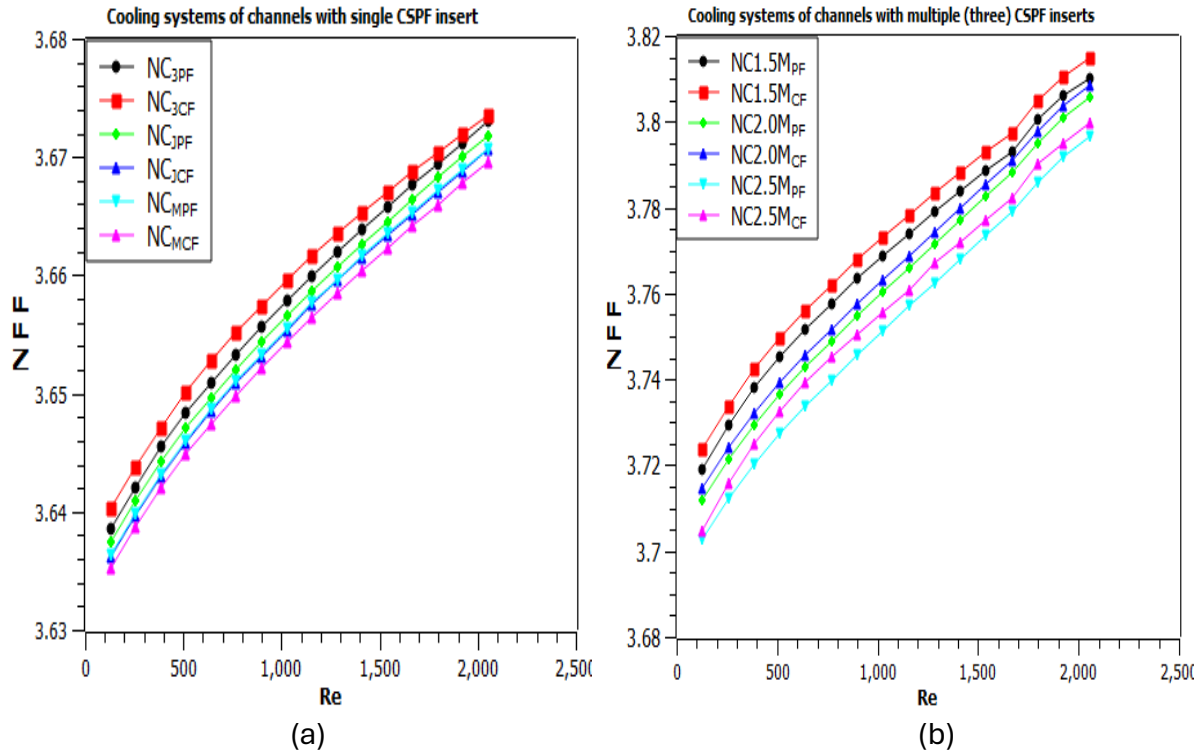 Cooling systems of channels with single CSPF insert
3.68
3.67
3.66
3.65
3.64
3.63
NFF
NC3PF
NC3CF
NCJPF
NCJCF
NCMPF
NCMCF
0 500 1,000 1,500 2,000 2,500
Re
(a)
Cooling systems of channels with multiple (three) CSPF inserts
3.82
3.8
3.78
3.76
3.74
3.72
3.7
3.68
NFF
NC1.5MPF
NC1.5MCF
NC2.0MPF
NC2.0MCF
NC2.5MPF
NC2.5MCF
0 500 1,000 1,500 2,000 2,500
Re
(b)